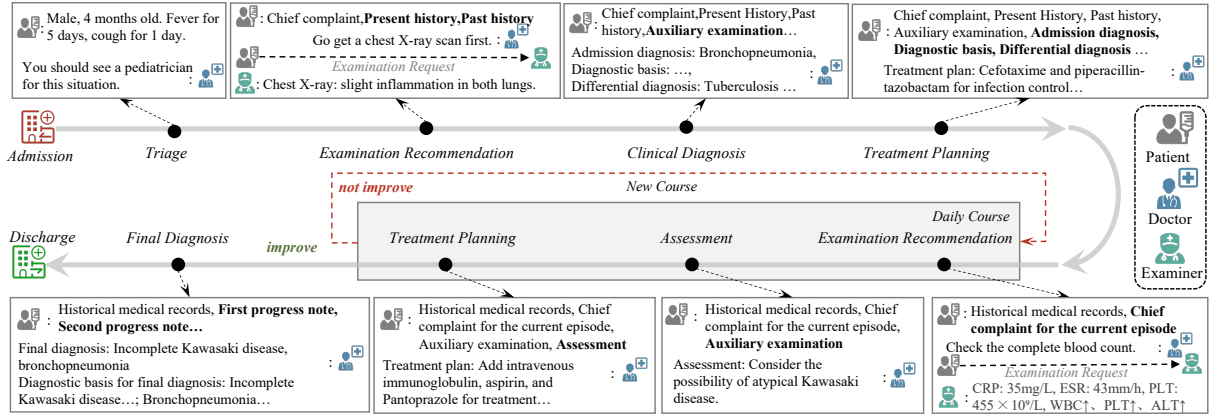 Male, 4 months old. Fever for
5 days, cough for 1 day.
You should see a pediatrician
for this situation.
:
: Chief complaint,Present history,Past history
Go get a chest X-ray scan first. :
Examination Request
: Chest X-ray: slight inflammation in both lungs.
: Chief complaint,Present History,Past
history,Auxiliary examination…
Admission diagnosis: Bronchopneumonia,
Diagnostic basis: …,
Differential diagnosis: Tuberculosis …
:
: Chief complaint, Present History, Past history,
Auxiliary examination, Admission diagnosis,
Diagnostic basis, Differential diagnosis …
Treatment plan: Cefotaxime and piperacillin-
tazobactam for infection control…
:
Admission
Triage
Examination Recommendation
Clinical Diagnosis
Treatment Planning
Patient
Doctor
Examiner
not improve
New Course
Daily Course
Discharge
Final Diagnosis
improve
Treatment Planning
Assessment
Examination Recommendation
: Historical medical records, First progress note,
Second progress note…
Final diagnosis: Incomplete Kawasaki disease,
bronchopneumonia
Diagnostic basis for final diagnosis: Incomplete
Kawasaki disease…; Bronchopneumonia…
:
: Historical medical records, Chief
complaint for the current episode,
Auxiliary examination, Assessment
Treatment plan: Add intravenous
immunoglobulin, aspirin, and
Pantoprazole for treatment…
:
: Historical medical records, Chief
complaint for the current episode,
Auxiliary examination
Assessment: Consider the
possibility of atypical Kawasaki
disease.
:
: Historical medical records, Chief
complaint for the current episode
Check the complete blood count. :
Examination Request
: CRP: 35mg/L, ESR: 43mm/h, PLT:
455 × 10⁹/L, WBC↑、PLT↑、ALT↑